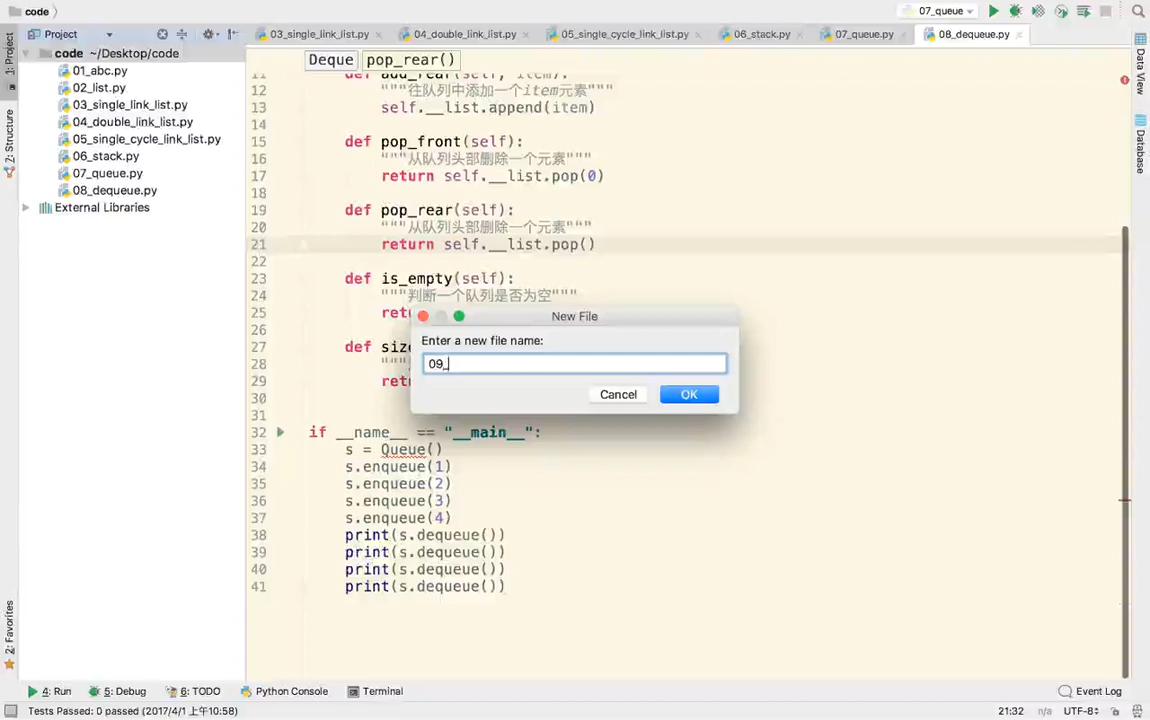 code
07_queue
1: Project
Project
03_single_link_list.py
04_double_link_list.py
05_single_cycle_link_list.py
06_stack.py
07_queue.py
08_dequeue.py
code ~/Desktop/code
01_abc.py
02_list.py
03_single_link_list.py
04_double_link_list.py
05_single_cycle_link_list.py
06_stack.py
07_queue.py
08_dequeue.py
External Libraries
Z: Structure
2: Favorites
Data View
Database
Deque pop_rear()
11 def add_rear(self, item):
12 """往队列中添加一个item元素"""
13 self.__list.append(item)
14
15 def pop_front(self):
16 """从队列头部删除一个元素"""
17 return self.__list.pop(0)
18
19 def pop_rear(self):
20 """从队列头部删除一个元素"""
21 return self.__list.pop()
22
23 def is_empty(self):
24 """判断一个队列是否为空"""
25 ret
26
27 def size
28 """
29 ret
30
31
32 if __name__ == "__main__":
33 s = Queue()
34 s.enqueue(1)
35 s.enqueue(2)
36 s.enqueue(3)
37 s.enqueue(4)
38 print(s.dequeue())
39 print(s.dequeue())
40 print(s.dequeue())
41 print(s.dequeue())
New File
Enter a new file name:
09_
Cancel
OK
4: Run
5: Debug
6: TODO
Python Console
Terminal
Event Log
Tests Passed: 0 passed (2017/4/1 上午10:58)
21:32
n/a
UTF-8